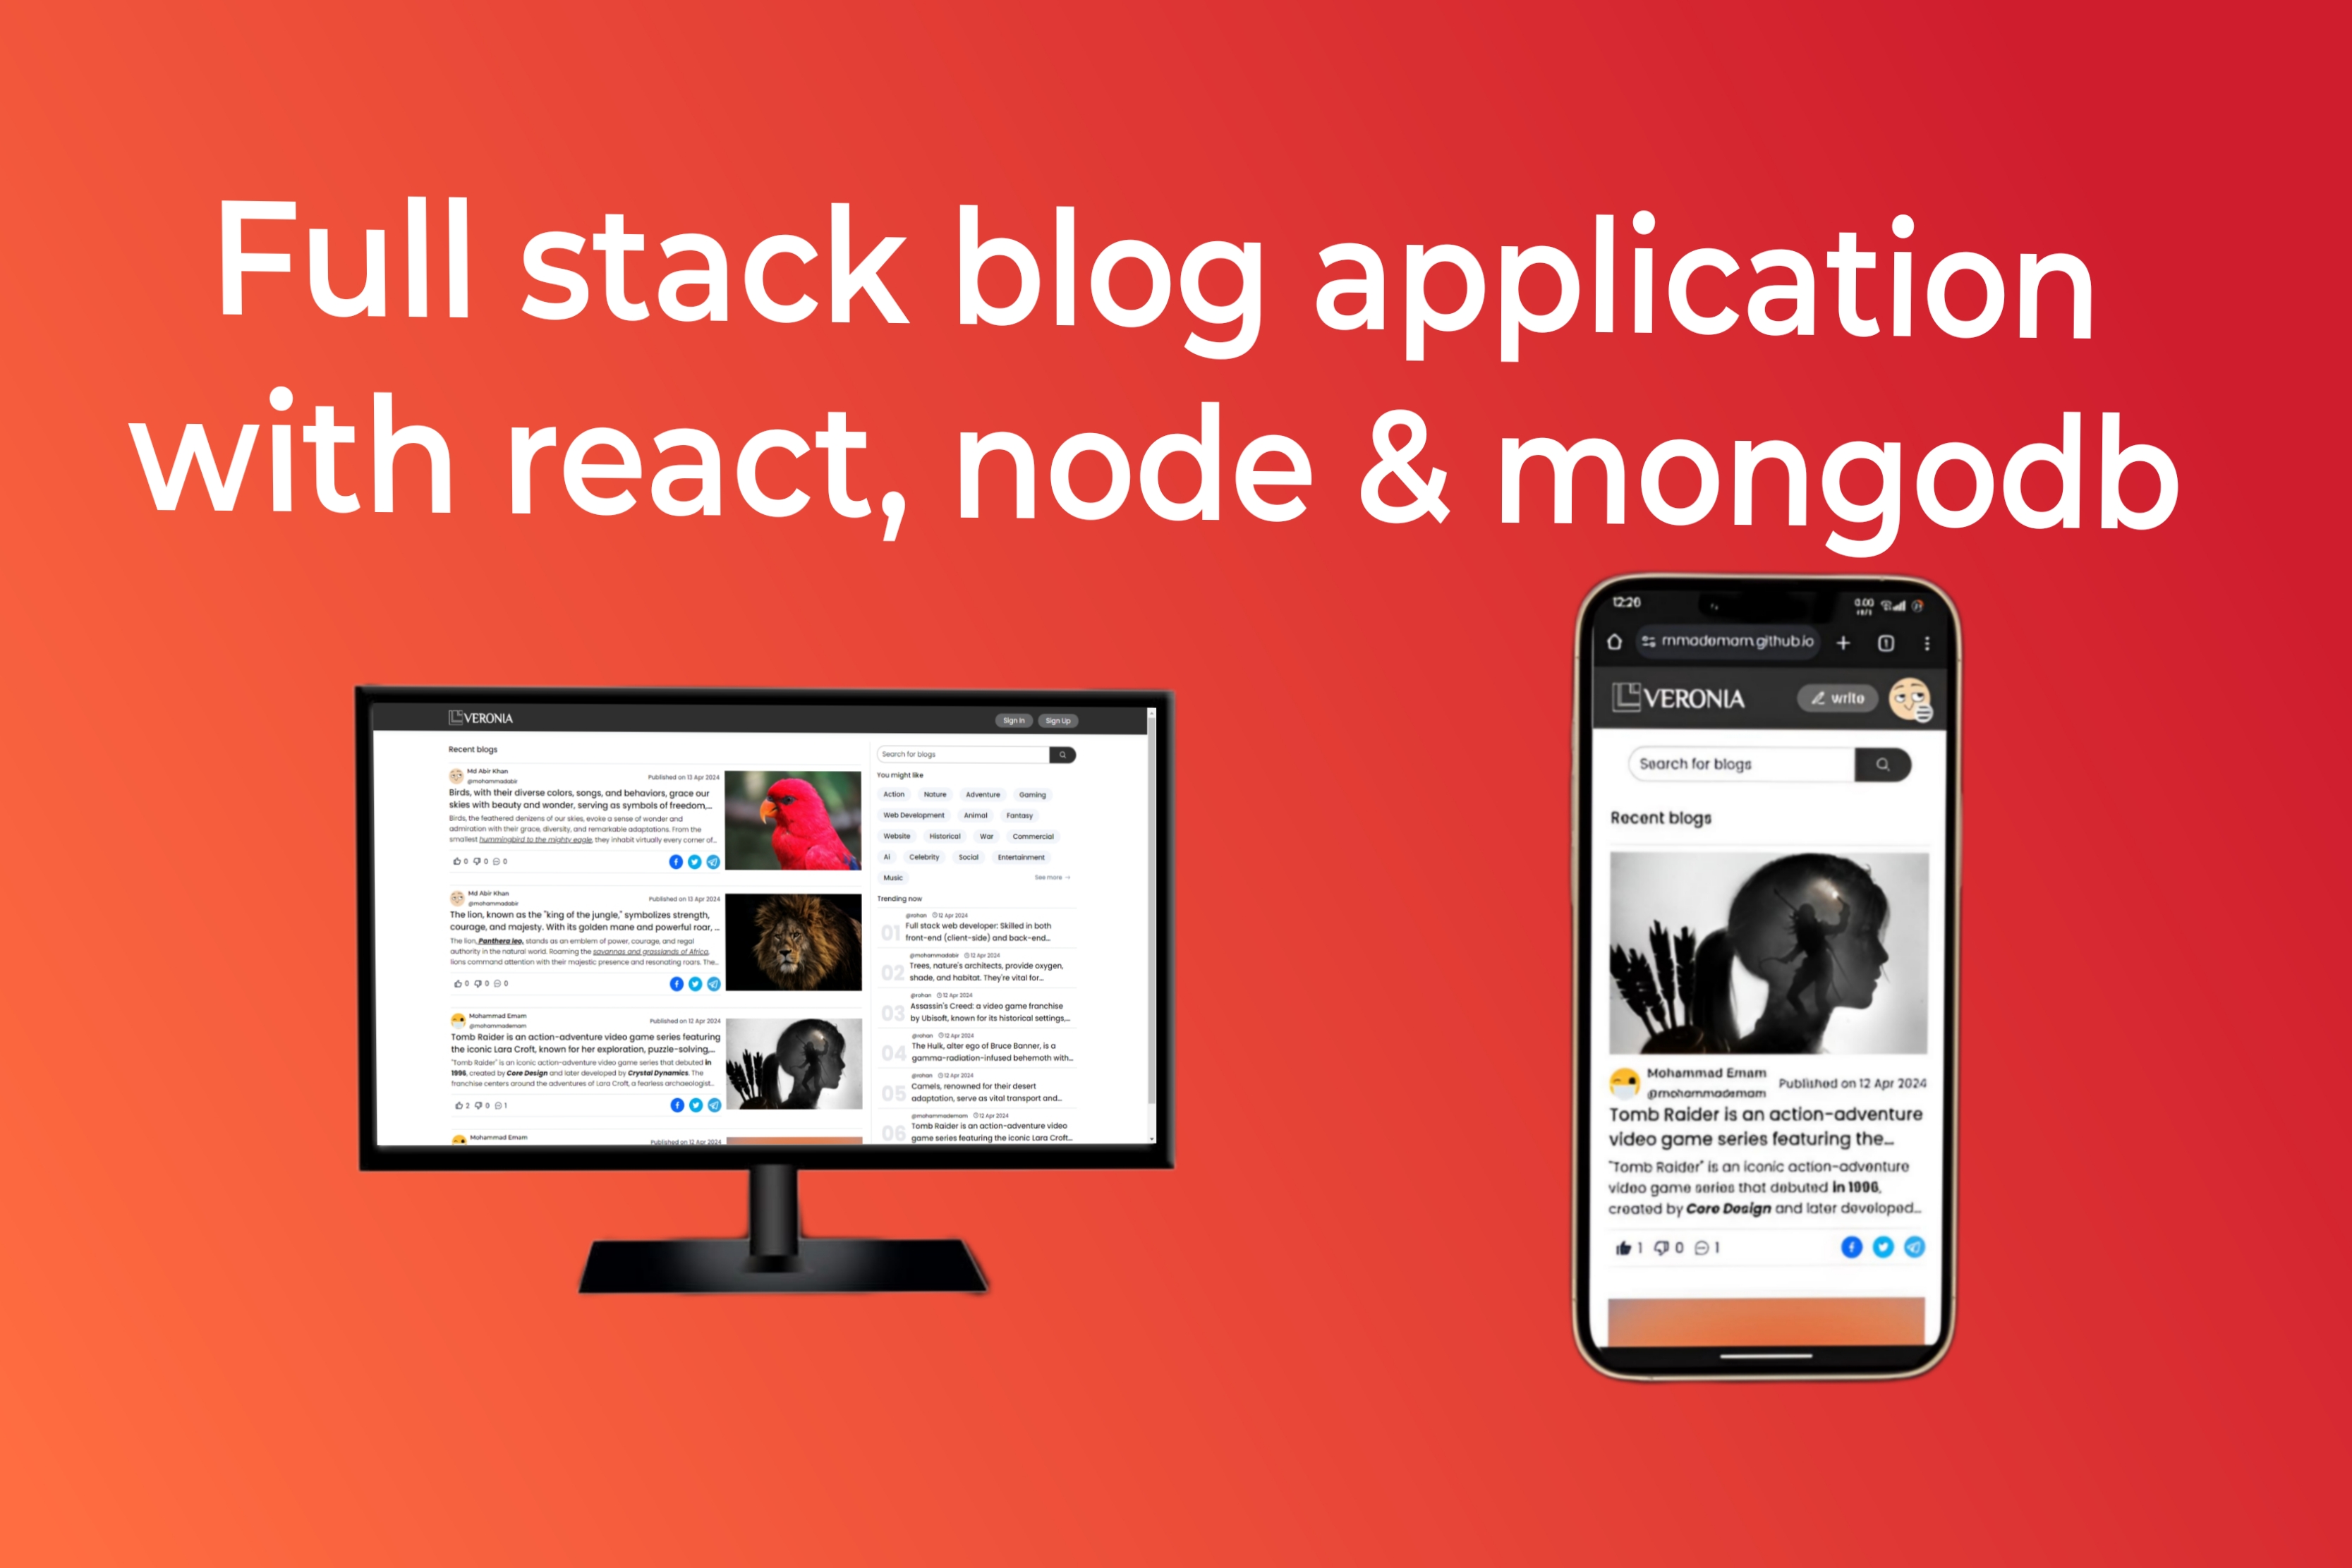 Full stack blog application
with react, node & mongodb
VERONIA
Sign In
Sign Up
Recent blogs
Md Abir Khan
@mohammadabir
Published on 13 Apr 2024
Birds, with their diverse colors, songs, and behaviors, grace our
skies with beauty and wonder, serving as symbols of freedom,...
Birds, the feathered denizens of our skies, evoke a sense of wonder and
admiration with their grace, diversity, and remarkable adaptations. From the
smallest hummingbird to the mighty eagle, they inhabit virtually every corner of...
0 0 0
Md Abir Khan
@mohammadabir
Published on 13 Apr 2024
The lion, known as the "king of the jungle," symbolizes strength,
courage, and majesty. With its golden mane and powerful roar, ...
The lion, Panthera leo, stands as an emblem of power, courage, and regal
authority in the natural world. Roaming the savannas and grasslands of Africa,
lions command attention with their majestic presence and resonating roars. The...
0 0 0
Mohammad Emam
@mohammademam
Published on 12 Apr 2024
Tomb Raider is an action-adventure video game series featuring
the iconic Lara Croft, known for her exploration, puzzle-solving,...
"Tomb Raider" is an iconic action-adventure video game series that debuted in
1996, created by Core Design and later developed by Crystal Dynamics. The
franchise centers around the adventures of Lara Croft, a fearless archaeologist...
2 0 1
Mohammad Emam
Published on 12 Apr 2024
Search for blogs
You might like
Action Nature Adventure Gaming
Web Development Animal Fantasy
Website Historical War Commercial
AI Celebrity Social Entertainment
Music
See more →
Trending now
01
@rohan 12 Apr 2024
Full stack web developer: Skilled in both
front-end (client-side) and back-end...
02
@mohammadabir 12 Apr 2024
Trees, nature's architects, provide oxygen,
shade, and habitat. They're vital for...
03
@rohan 12 Apr 2024
Assassin's Creed: a video game franchise
by Ubisoft, known for its historical settings,...
04
@rohan 12 Apr 2024
The Hulk, alter ego of Bruce Banner, is a
gamma-radiation-infused behemoth with...
05
@rohan 12 Apr 2024
Camels, renowned for their desert
adaptation, serve as vital transport and...
06
@mohammademam 12 Apr 2024
Tomb Raider is an action-adventure video
game series featuring the iconic Lara Croft...
12:20
0.00
mmademam.github.io
1
VERONIA
write
Search for blogs
Recent blogs
Mohammad Emam
@mohammademam
Published on 12 Apr 2024
Tomb Raider is an action-adventure
video game series featuring the...
"Tomb Raider" is an iconic action-adventure
video game series that debuted in 1996,
created by Core Design and later developed...
1 0 1